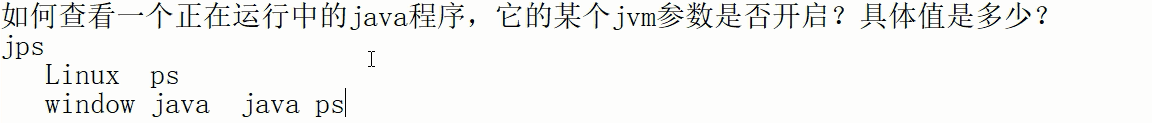 如何查看一个正在运行中的java程序，它的某个jvm参数是否开启？具体值是多少？
jps
Linux  ps
window java  java ps